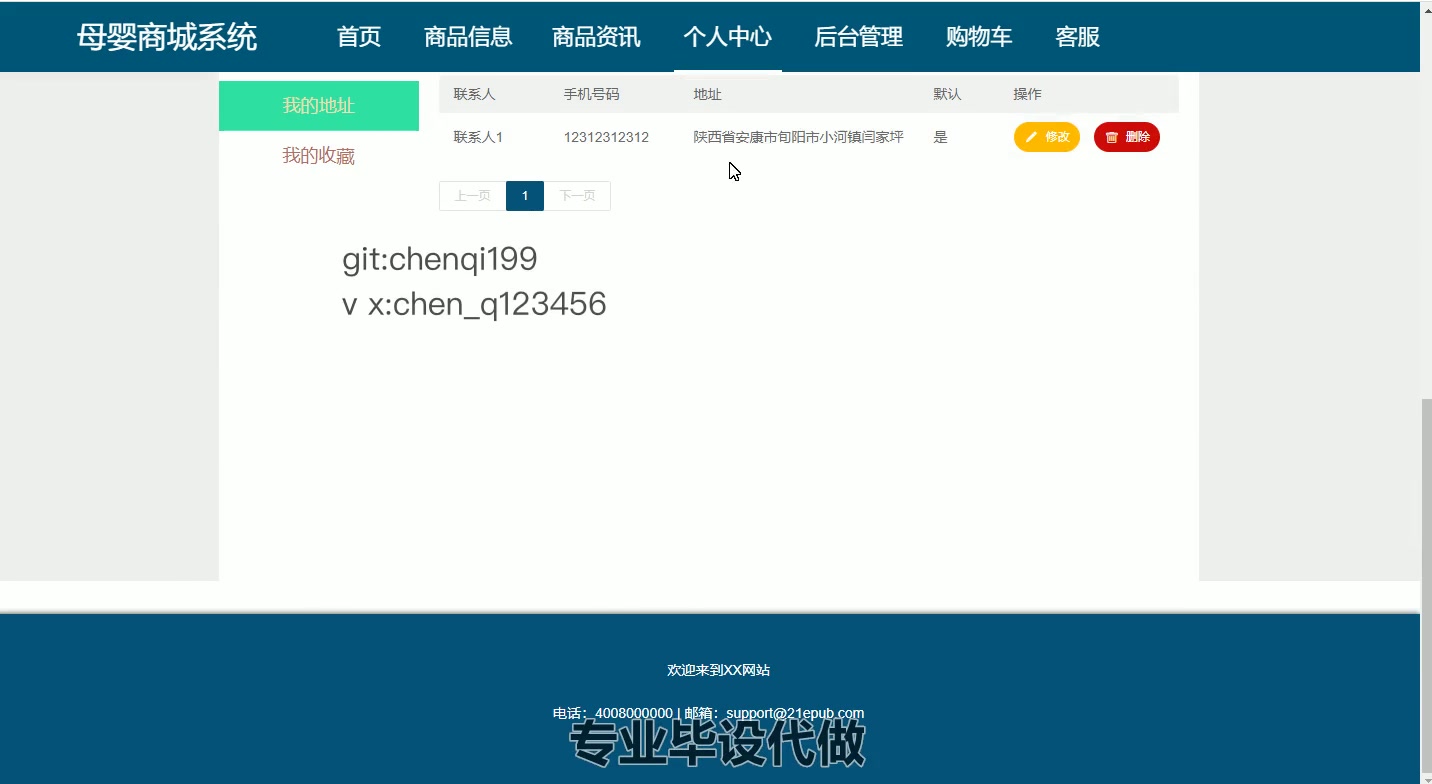 母婴商城系统 首页 商品信息 商品资讯 个人中心 后台管理 购物车 客服
我的地址
我的收藏
联系人 手机号码 地址 默认 操作
联系人1 12312312312 陕西省安康市旬阳市小河镇闫家坪 是 修改 删除
上一页 1 下一页
git:chenqi199
v x:chen_q123456
欢迎来到XX网站
电话：4008000000 | 邮箱：support@21epub.com
专业毕设代做